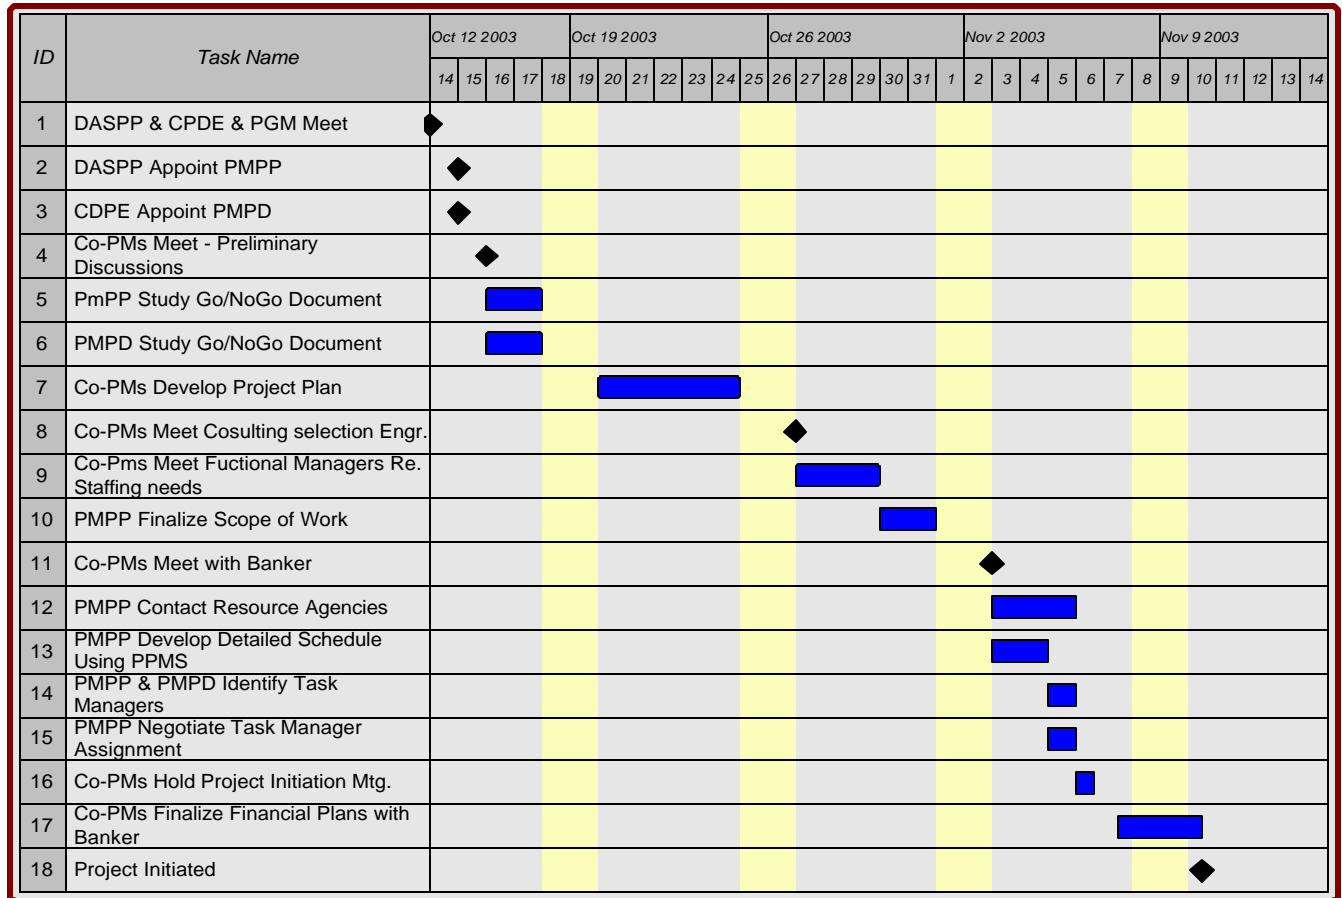 ID
Task Name
Oct 12 2003
Oct 19 2003
Oct 26 2003
Nov 2 2003
Nov 9 2003
14 15 16 17 18 19 20 21 22 23 24 25 26 27 28 29 30 31 1 2 3 4 5 6 7 8 9 10 11 12 13 14
1 DASPP & CPDE & PGM Meet
2 DASPP Appoint PMPP
3 CDPE Appoint PMPD
4 Co-PMs Meet - Preliminary
Discussions
5 PmPP Study Go/NoGo Document
6 PMPD Study Go/NoGo Document
7 Co-PMs Develop Project Plan
8 Co-PMs Meet Cosulting selection Engr.
9 Co-Pms Meet Fuctional Managers Re.
Staffing needs
10 PMPP Finalize Scope of Work
11 Co-PMs Meet with Banker
12 PMPP Contact Resource Agencies
13 PMPP Develop Detailed Schedule
Using PPMS
14 PMPP & PMPD Identify Task
Managers
15 PMPP Negotiate Task Manager
Assignment
16 Co-PMs Hold Project Initiation Mtg.
17 Co-PMs Finalize Financial Plans with
Banker
18 Project Initiated